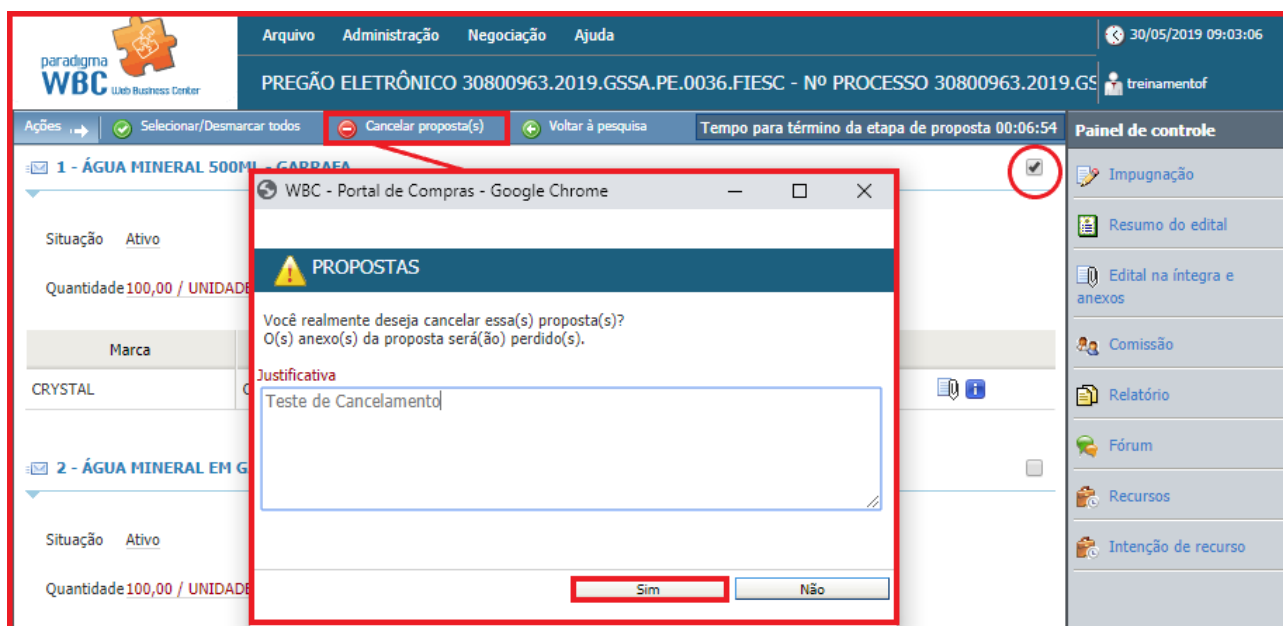 paradigma
WBC Web Business Center
Arquivo Administração Negociação Ajuda
30/05/2019 09:03:06
PREGÃO ELETRÔNICO 30800963.2019.GSSA.PE.0036.FIESC - Nº PROCESSO 30800963.2019.GS
treinamentof
Ações Selecionar/Desmarcar todos Cancelar proposta(s) Voltar à pesquisa Tempo para término da etapa de proposta 00:06:54
Painel de controle
1 - ÁGUA MINERAL 500ML - GARRAFA
Situação Ativo
Quantidade 100,00 / UNIDADE
Marca
CRYSTAL
2 - ÁGUA MINERAL EM
Situação Ativo
Quantidade 100,00 / UNIDADE
WBC - Portal de Compras - Google Chrome
PROPOSTAS
Você realmente deseja cancelar essa(s) proposta(s)?
O(s) anexo(s) da proposta será(ão) perdido(s).
Justificativa
Teste de Cancelamento
Sim Não
Impugnação
Resumo do edital
Edital na íntegra e
anexos
Comissão
Relatório
Fórum
Recursos
Intenção de recurso